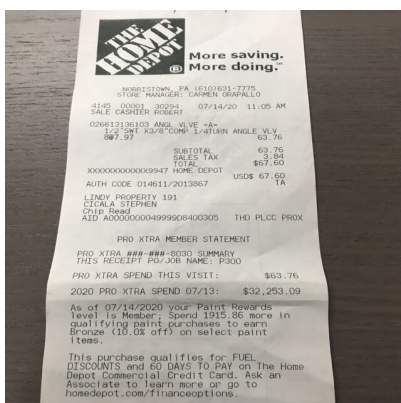 THE
HOME
DEPOT
®
More saving.
More doing.™
NORRISTOWN, PA (610)631-7775
STORE MANAGER: CARMEN ORAPALLO
4145 00001 30294 07/14/20 11:05 AM
SALE CASHIER ROBERT
026613136103 ANGL VLVE <A>
1/2"SWT X3/8"COMP 1/4TURN ANGLE VLV
8@7.97 63.76
SUBTOTAL 63.76
SALES TAX 3.84
TOTAL $67.60
XXXXXXXXXXXX9947 HOME DEPOT
USD$ 67.60
AUTH CODE 014611/2013867 TA
LINDY PROPERTY 191
CICALA STEPHEN
Chip Read
AID A0000000049999D8400305 THD PLCC PROX
PRO XTRA MEMBER STATEMENT
PRO XTRA ###-###-8030 SUMMARY
THIS RECEIPT PO/JOB NAME: P300
PRO XTRA SPEND THIS VISIT: $63.76
2020 PRO XTRA SPEND 07/13: $32,253.09
As of 07/14/2020 your Paint Rewards
level is Member; Spend 1915.86 more in
qualifying paint purchases to earn
Bronze (10.0% off) on select paint
items.
This purchase qualifies for FUEL
DISCOUNTS and 60 DAYS TO PAY on The Home
Depot Commercial Credit Card. Ask an
Associate to learn more or go to
homedepot.com/financeoptions.